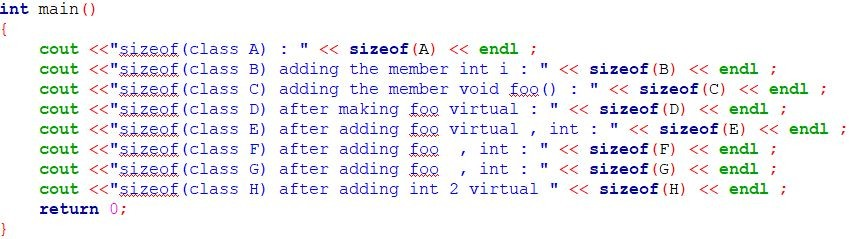 int main()
{
cout <<"sizeof(class A) : " << sizeof(A) << endl ;
cout <<"sizeof(class B) adding the member int i : " << sizeof(B) << endl ;
cout <<"sizeof(class C) adding the member void foo() : " << sizeof(C) << endl ;
cout <<"sizeof(class D) after making foo virtual : " << sizeof(D) << endl ;
cout <<"sizeof(class E) after adding foo virtual , int : " << sizeof(E) << endl ;
cout <<"sizeof(class F) after adding foo  , int : " << sizeof(F) << endl ;
cout <<"sizeof(class G) after adding foo  , int : " << sizeof(G) << endl ;
cout <<"sizeof(class H) after adding int 2 virtual " << sizeof(H) << endl ;
return 0;
}